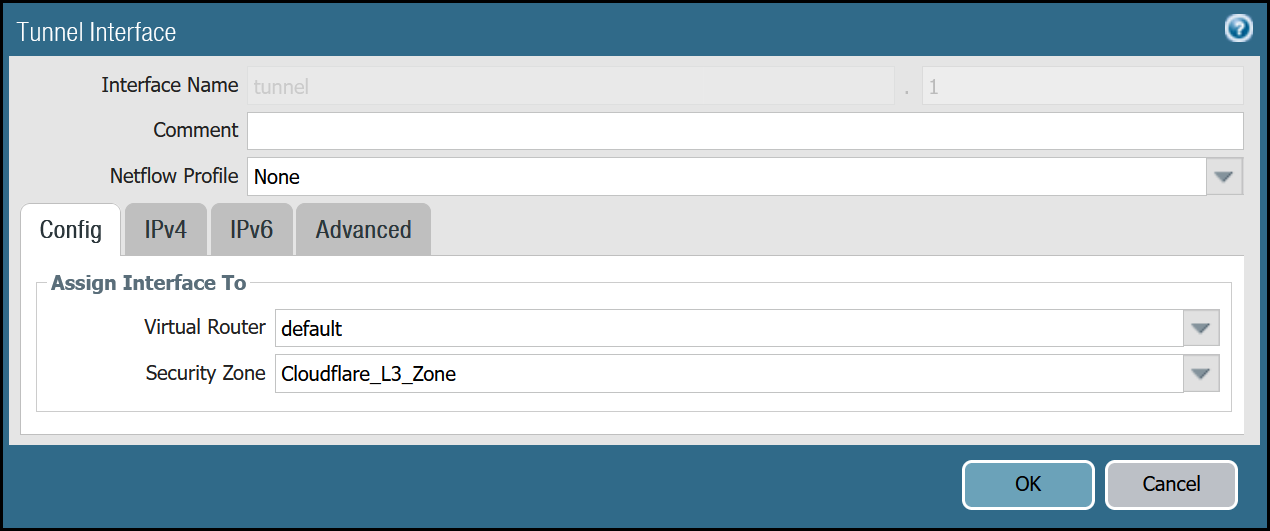 Tunnel Interface
Interface Name tunnel . 1
Comment
Netflow Profile None
Config IPv4 IPv6 Advanced
Assign Interface To
Virtual Router default
Security Zone Cloudflare_L3_Zone
OK Cancel